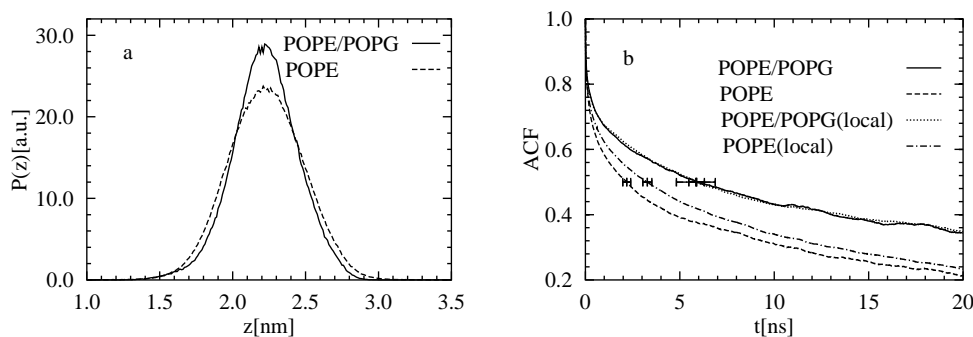 a
POPE/POPG
POPE
P(z)[a.u.]
30.0
20.0
10.0
0.0
1.0 1.5 2.0 2.5 3.0 3.5
z[nm]
b
POPE/POPG
POPE
POPE/POPG(local)
POPE(local)
ACF
1.0
0.8
0.6
0.4
0.2
0 5 10 15 20
t[ns]